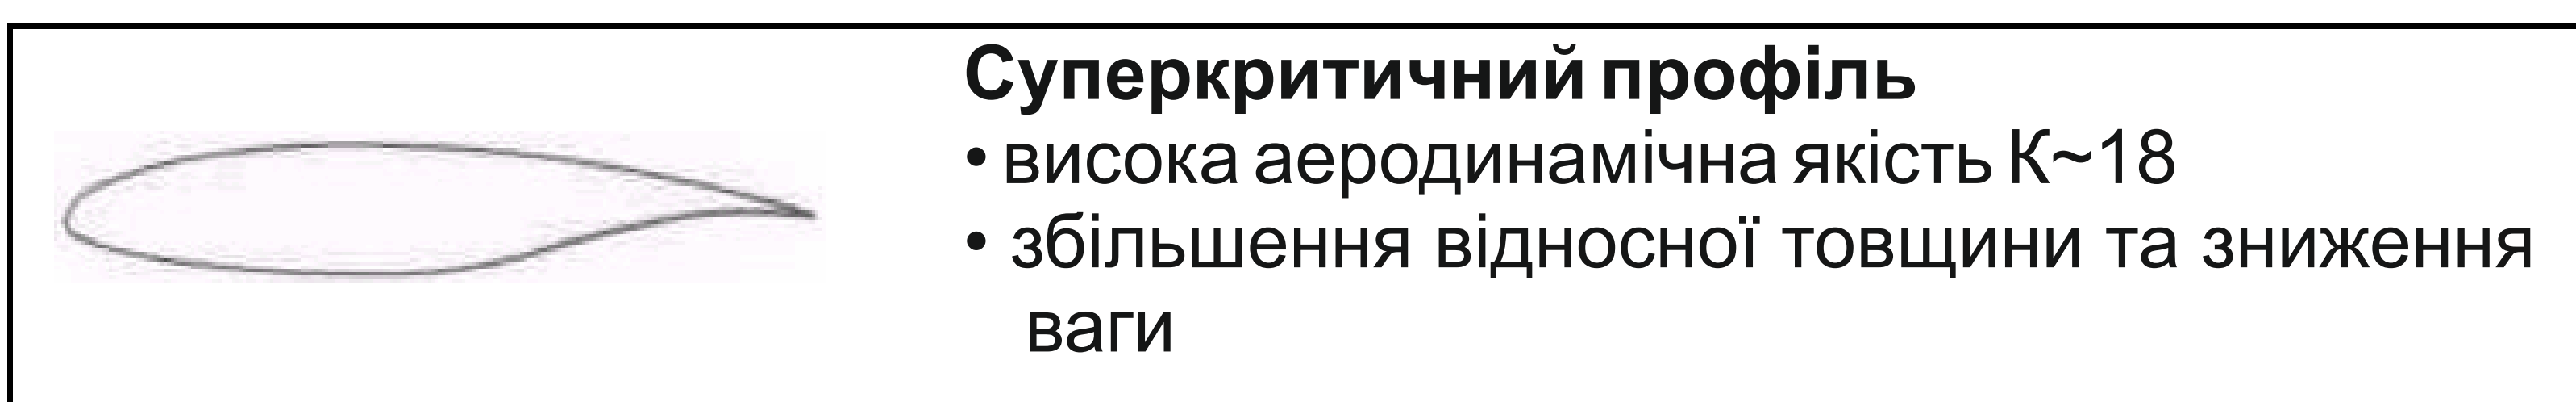 Суперкритичний профіль
• висока аеродинамічна якість К~18
• збільшення відносної товщини та зниження
ваги